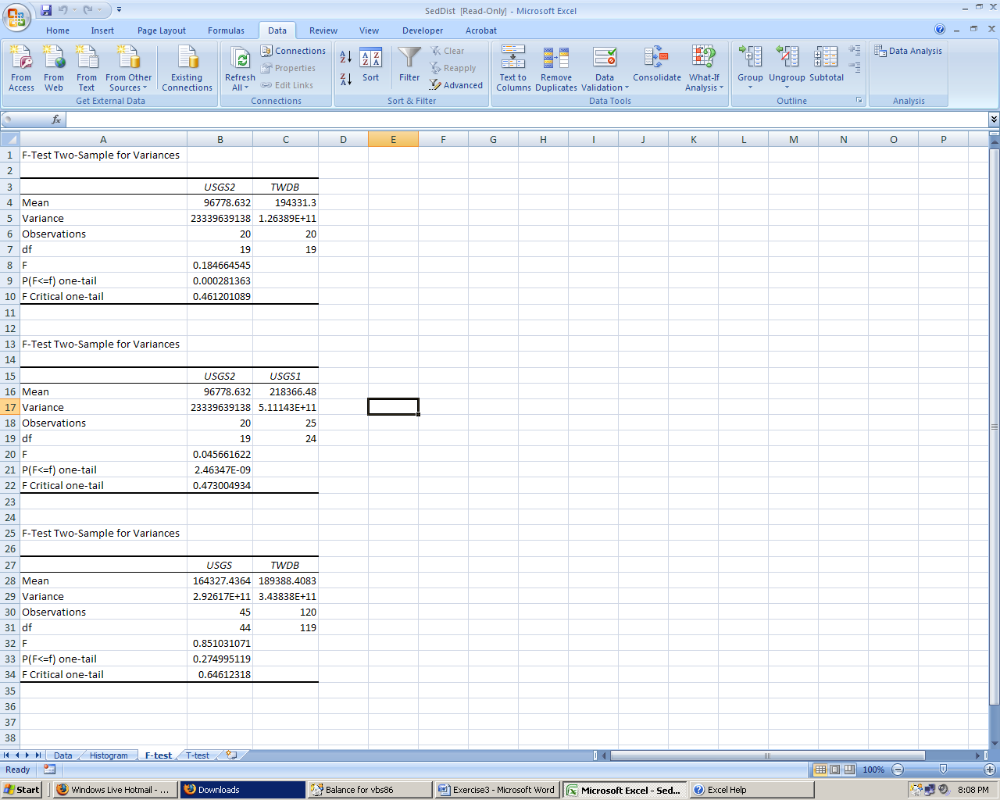 SedDist [Read-Only] - Microsoft Excel
Home Insert Page Layout Formulas Data Review View Developer Acrobat
From Access
From Web
From Text
From Other Sources
Existing Connections
Get External Data
Refresh All
Connections
Properties
Edit Links
Connections
Sort
Filter
Clear
Reapply
Advanced
Sort & Filter
Text to Columns
Remove Duplicates
Data Validation
Consolidate
What-If Analysis
Data Tools
Group
Ungroup
Subtotal
Outline
Data Analysis
Analysis
fx
A B C D E F G H I J K L M N O P
1 F-Test Two-Sample for Variances
2
3 USGS2 TWDB
4 Mean 96778.632 194331.3
5 Variance 23339639138 1.26389E+11
6 Observations 20 20
7 df 19 19
8 F 0.184664545
9 P(F<=f) one-tail 0.000281363
10 F Critical one-tail 0.461201089
11
12
13 F-Test Two-Sample for Variances
14
15 USGS2 USGS1
16 Mean 96778.632 218366.48
17 Variance 23339639138 5.11143E+11
18 Observations 20 25
19 df 19 24
20 F 0.045661622
21 P(F<=f) one-tail 2.46347E-09
22 F Critical one-tail 0.473004934
23
24
25 F-Test Two-Sample for Variances
26
27 USGS TWDB
28 Mean 164327.4364 189388.4083
29 Variance 2.92617E+11 3.43838E+11
30 Observations 45 120
31 df 44 119
32 F 0.851031071
33 P(F<=f) one-tail 0.274995119
34 F Critical one-tail 0.64612318
35
36
37
38
Data Histogram F-test T-test
Ready 100%
Start Windows Live Hotmail - ... Downloads Balance for vbs86 Exercise3 - Microsoft Word Microsoft Excel - Sed... Excel Help 8:08 PM